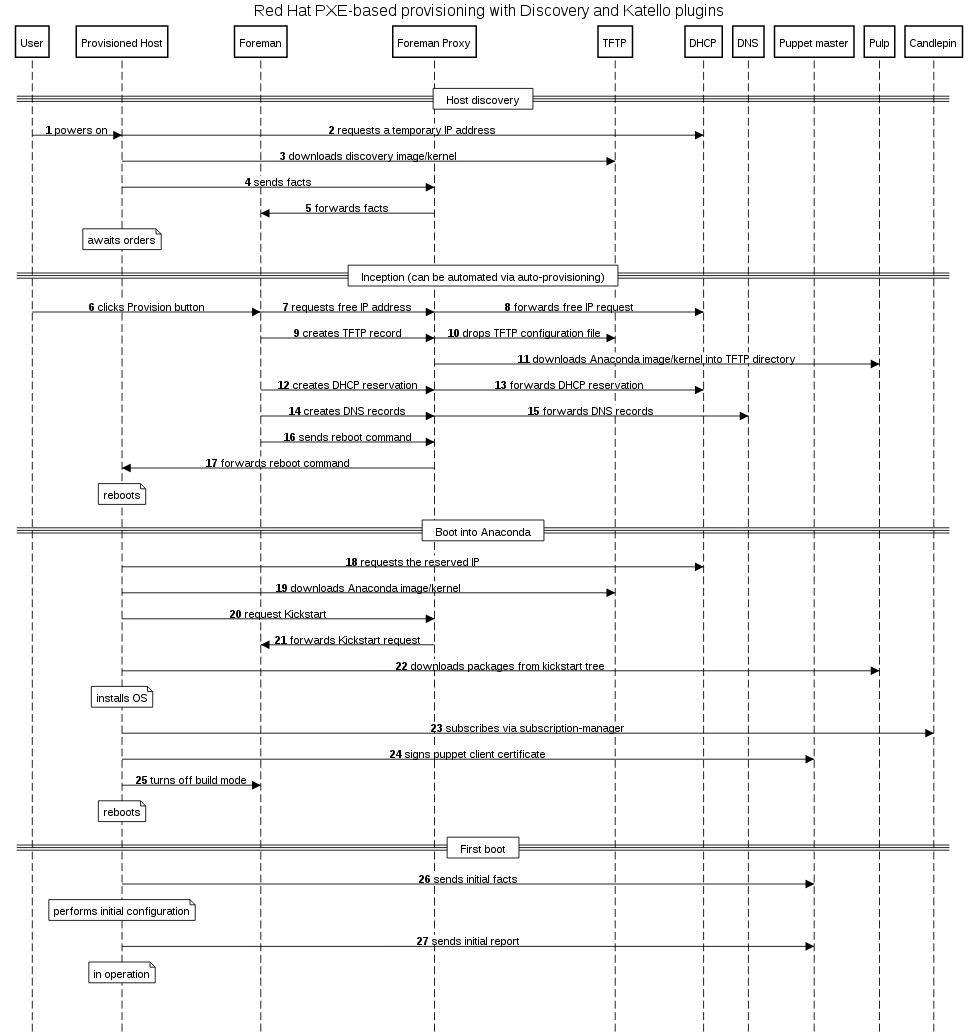 Red Hat PXE-based provisioning with Discovery and Katello plugins
User
Provisioned Host
Foreman
Foreman Proxy
TFTP
DHCP
DNS
Puppet master
Pulp
Candlepin
Host discovery
1 powers on
2 requests a temporary IP address
3 downloads discovery image/kernel
4 sends facts
5 forwards facts
awaits orders
Inception (can be automated via auto-provisioning)
6 clicks Provision button
7 requests free IP address
8 forwards free IP request
9 creates TFTP record
10 drops TFTP configuration file
11 downloads Anaconda image/kernel into TFTP directory
12 creates DHCP reservation
13 forwards DHCP reservation
14 creates DNS records
15 forwards DNS records
16 sends reboot command
17 forwards reboot command
reboots
Boot into Anaconda
18 requests the reserved IP
19 downloads Anaconda image/kernel
20 request Kickstart
21 forwards Kickstart request
22 downloads packages from kickstart tree
installs OS
23 subscribes via subscription-manager
24 signs puppet client certificate
25 turns off build mode
reboots
First boot
26 sends initial facts
performs initial configuration
27 sends initial report
in operation